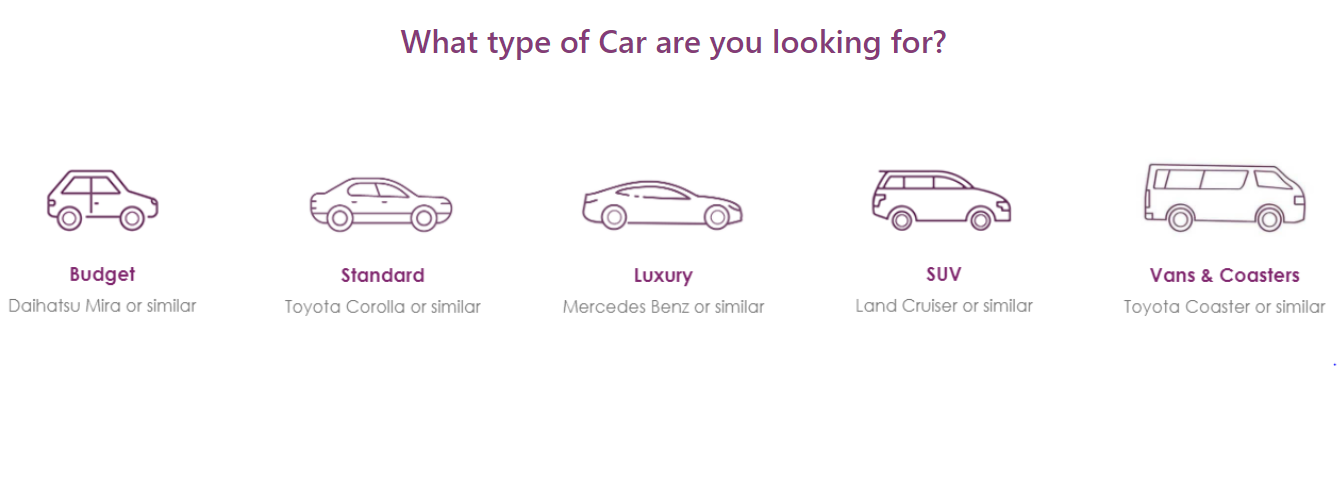 What type of Car are you looking for?
Budget
Daihatsu Mira or similar
Standard
Toyota Corolla or similar
Luxury
Mercedes Benz or similar
SUV
Land Cruiser or similar
Vans & Coasters
Toyota Coaster or similar